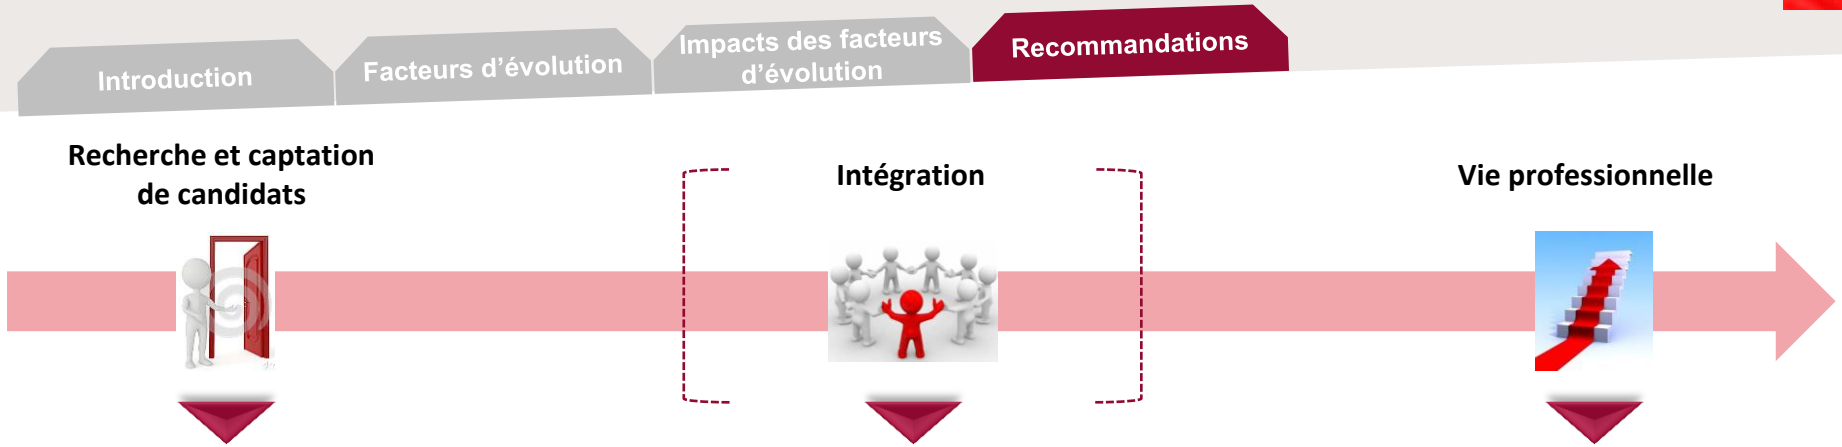 Introduction
Facteurs d’évolution
Impacts des facteurs
d’évolution
Recommandations
Recherche et captation
de candidats
Intégration
Vie professionnelle